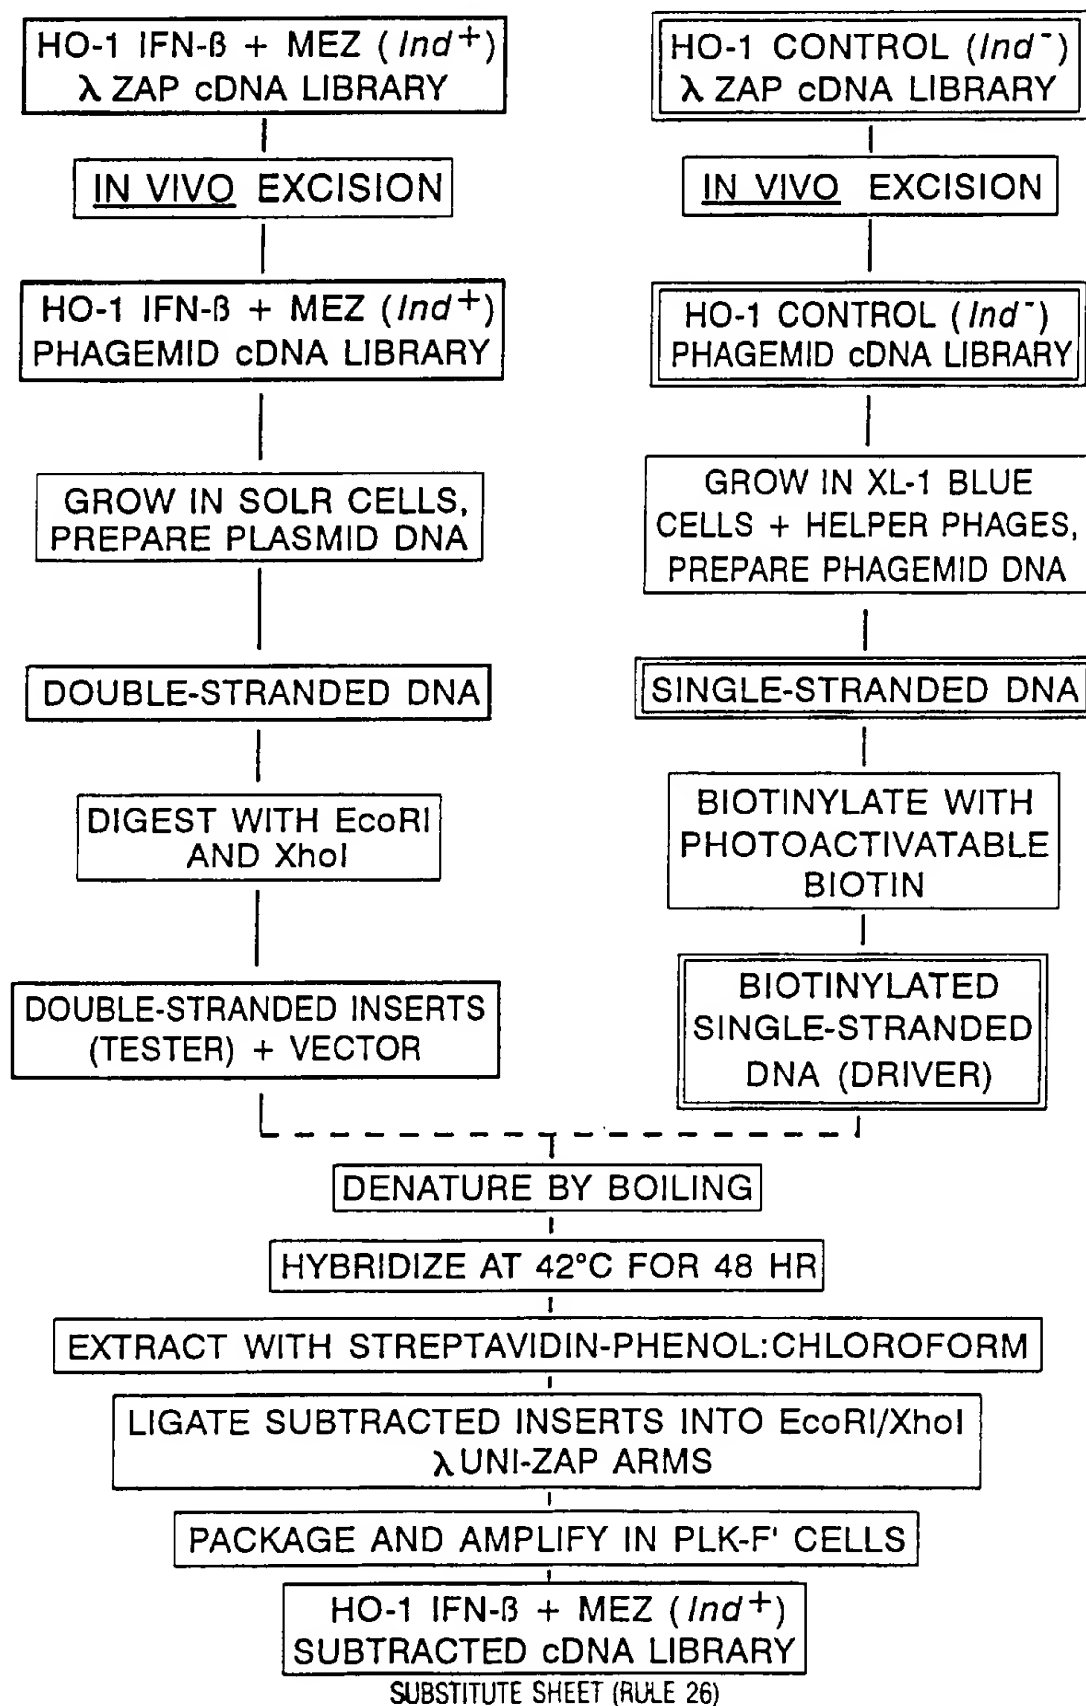 HO-1 IFN-ß + MEZ (Ind+)
λ ZAP cDNA LIBRARY
IN VIVO EXCISION
HO-1 IFN-ß + MEZ (Ind+)
PHAGEMID cDNA LIBRARY
GROW IN SOLR CELLS,
PREPARE PLASMID DNA
DOUBLE-STRANDED DNA
DIGEST WITH EcoRI
AND XhoI
DOUBLE-STRANDED INSERTS
(TESTER) + VECTOR
HO-1 CONTROL (Ind-)
λ ZAP cDNA LIBRARY
IN VIVO EXCISION
HO-1 CONTROL (Ind-)
PHAGEMID cDNA LIBRARY
GROW IN XL-1 BLUE
CELLS + HELPER PHAGES,
PREPARE PHAGEMID DNA
SINGLE-STRANDED DNA
BIOTINYLATE WITH
PHOTOACTIVATABLE
BIOTIN
BIOTINYLATED
SINGLE-STRANDED
DNA (DRIVER)
DENATURE BY BOILING
HYBRIDIZE AT 42°C FOR 48 HR
EXTRACT WITH STREPTAVIDIN-PHENOL:CHLOROFORM
LIGATE SUBTRACTED INSERTS INTO EcoRI/XhoI
λ UNI-ZAP ARMS
PACKAGE AND AMPLIFY IN PLK-F' CELLS
HO-1 IFN-ß + MEZ (Ind+)
SUBTRACTED cDNA LIBRARY
SUBSTITUTE SHEET (RULE 26)